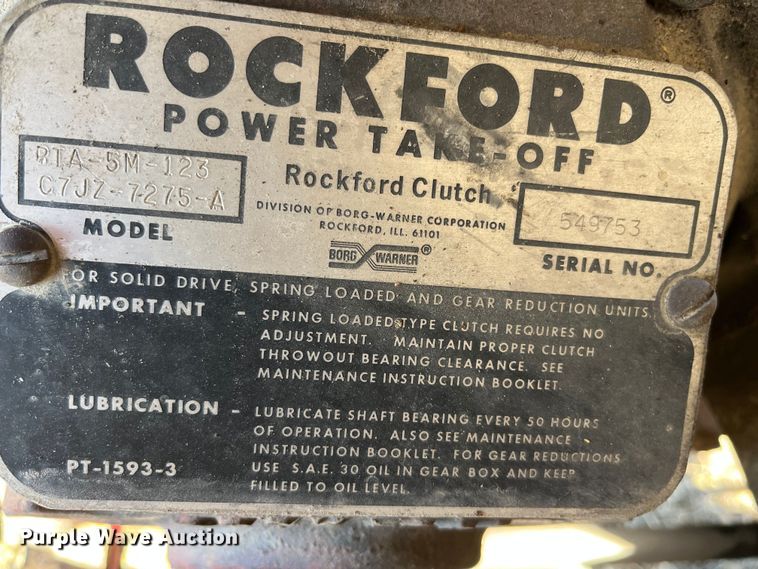 ROCKFORD®
POWER TAKE-OFF
BTA-5M-123
C7JZ-7275-A
MODEL
Rockford Clutch
DIVISION OF BORG-WARNER CORPORATION
ROCKFORD, ILL. 61101
BORG WARNER®
549753
SERIAL NO.
FOR SOLID DRIVE, SPRING LOADED AND GEAR REDUCTION UNITS.
IMPORTANT - SPRING LOADED TYPE CLUTCH REQUIRES NO
ADJUSTMENT. MAINTAIN PROPER CLUTCH
THROWOUT BEARING CLEARANCE. SEE
MAINTENANCE INSTRUCTION BOOKLET.
LUBRICATION - LUBRICATE SHAFT BEARING EVERY 50 HOURS
OF OPERATION. ALSO SEE MAINTENANCE
INSTRUCTION BOOKLET. FOR GEAR REDUCTIONS
USE S.A.E. 30 OIL IN GEAR BOX AND KEEP
FILLED TO OIL LEVEL.
PT-1593-3
Purple Wave Auction